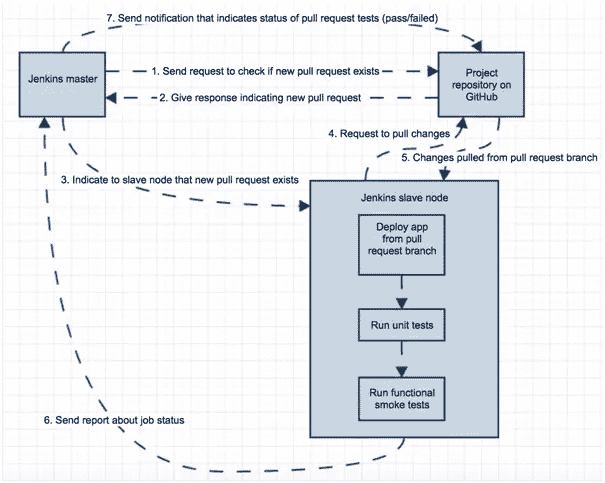 7. Send notification that indicates status of pull request tests (pass/failed)
Jenkins master
1. Send request to check if new pull request exists
Project
repository on
GitHub
2. Give response indicating new pull request
4. Request to pull changes
5. Changes pulled from pull request branch
3. Indicate to slave node that new pull request exists
Jenkins slave node
Deploy app
from pull
request branch
Run unit tests
Run functional
smoke tests
6. Send report about job status